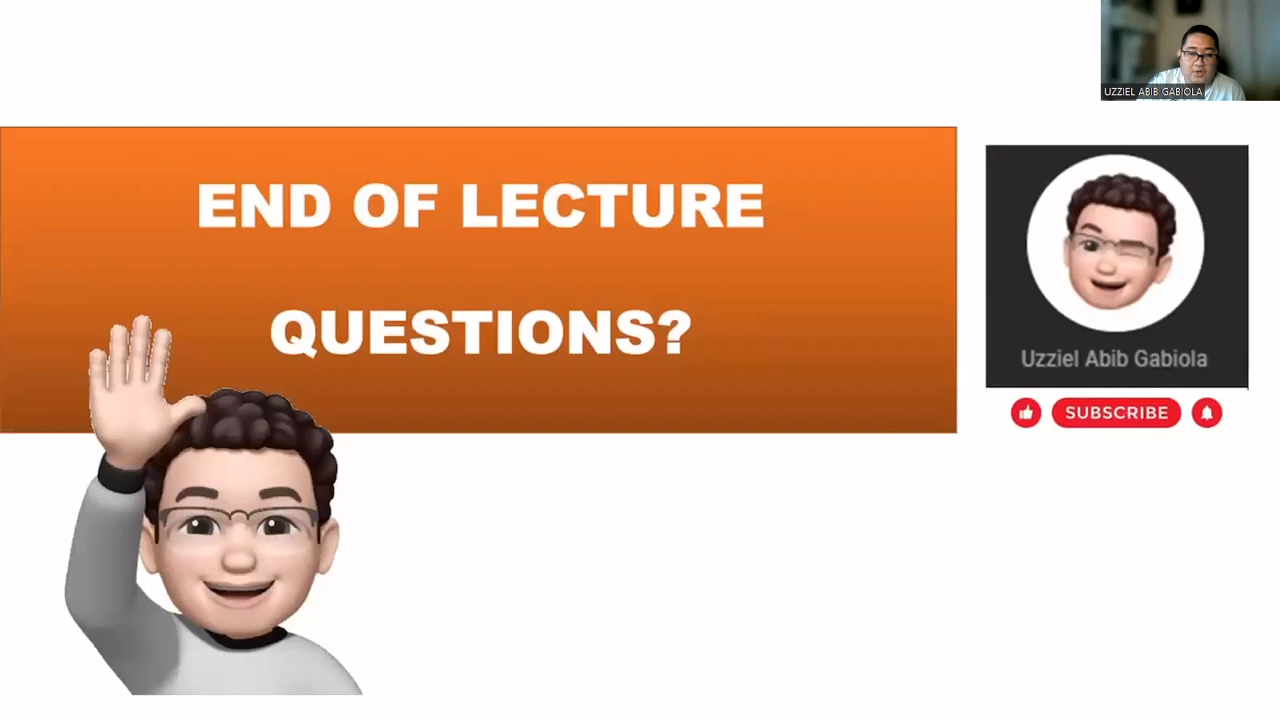 UZZIEL ABIB GABIOLA
END OF LECTURE
QUESTIONS?
Uzziel Abib Gabiola
SUBSCRIBE